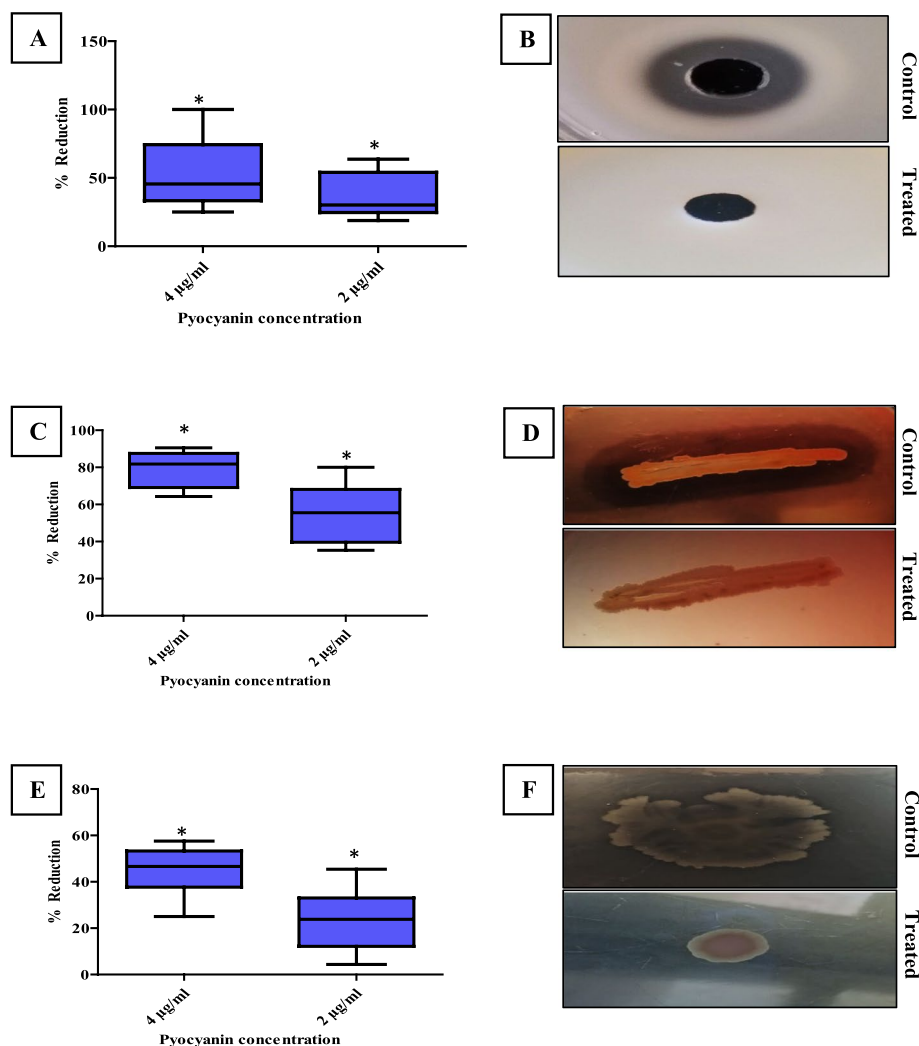 A
150
100
50
0
% Reduction
*
*
4 µg/ml
2 µg/ml
Pyocyanin concentration
B
Control
Treated
C
100
80
60
40
20
0
% Reduction
*
*
4 µg/ml
2 µg/ml
Pyocyanin concentration
D
Control
Treated
E
80
60
40
20
0
% Reduction
*
*
4 µg/ml
2 µg/ml
Pyocyanin concentration
F
Control
Treated